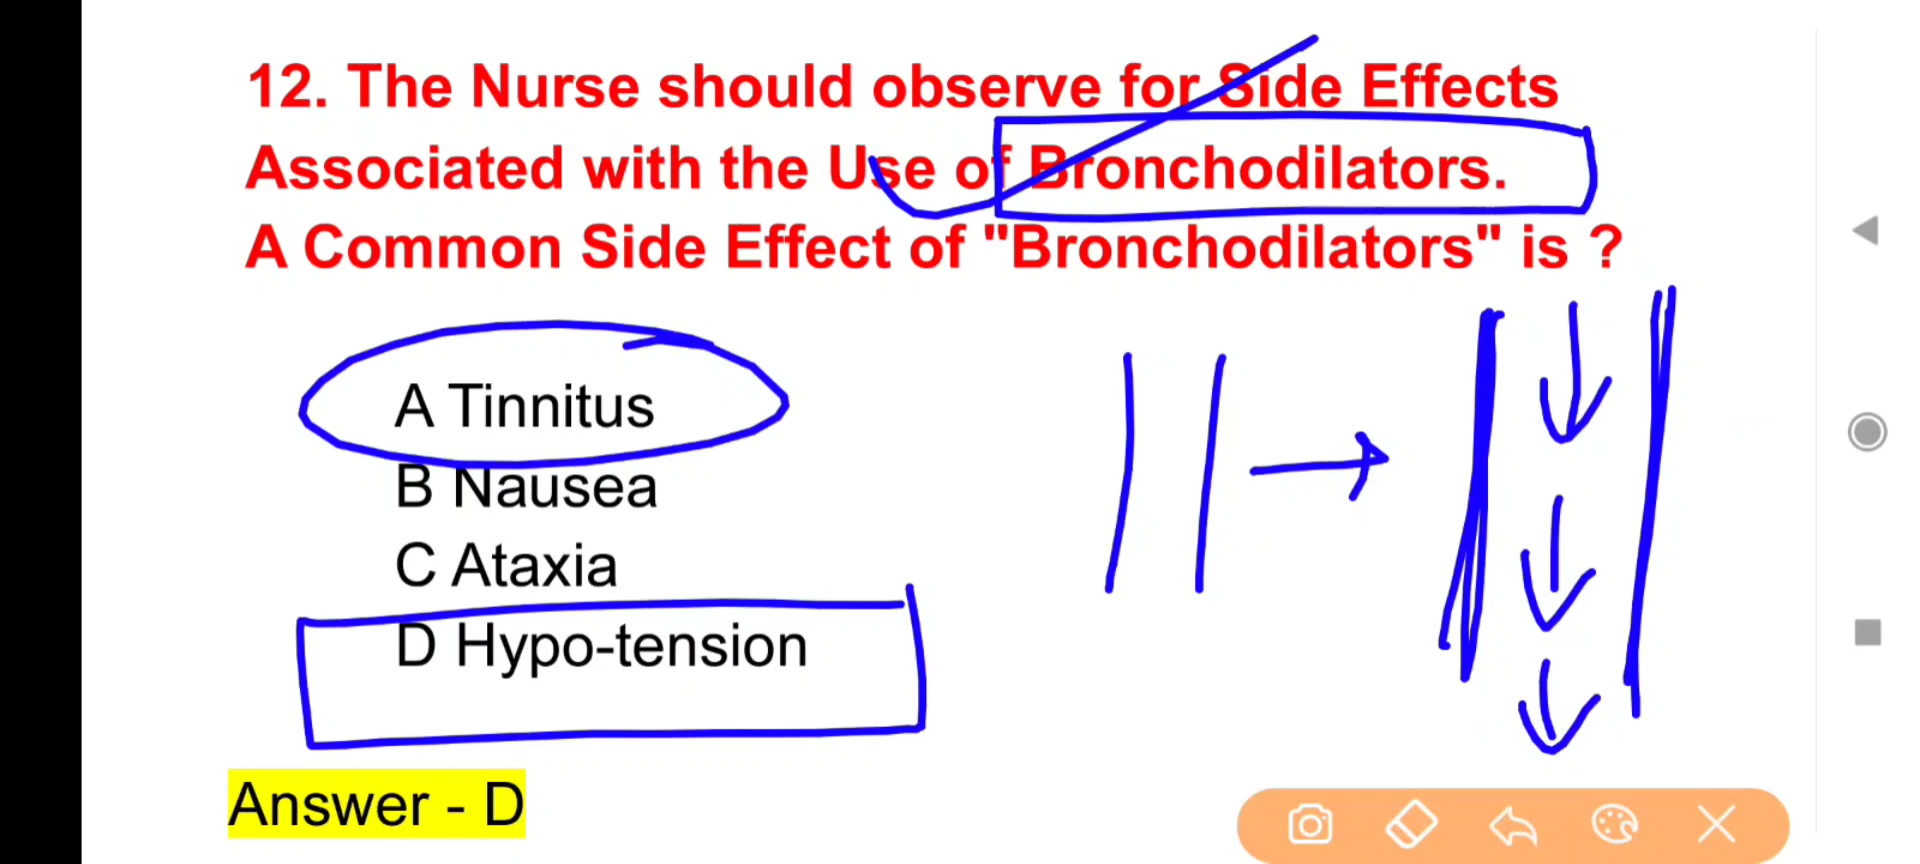 12. The Nurse should observe for Side Effects
Associated with the Use of Bronchodilators.
A Common Side Effect of "Bronchodilators" is ?
A Tinnitus
B Nausea
C Ataxia
D Hypo-tension
Answer - D